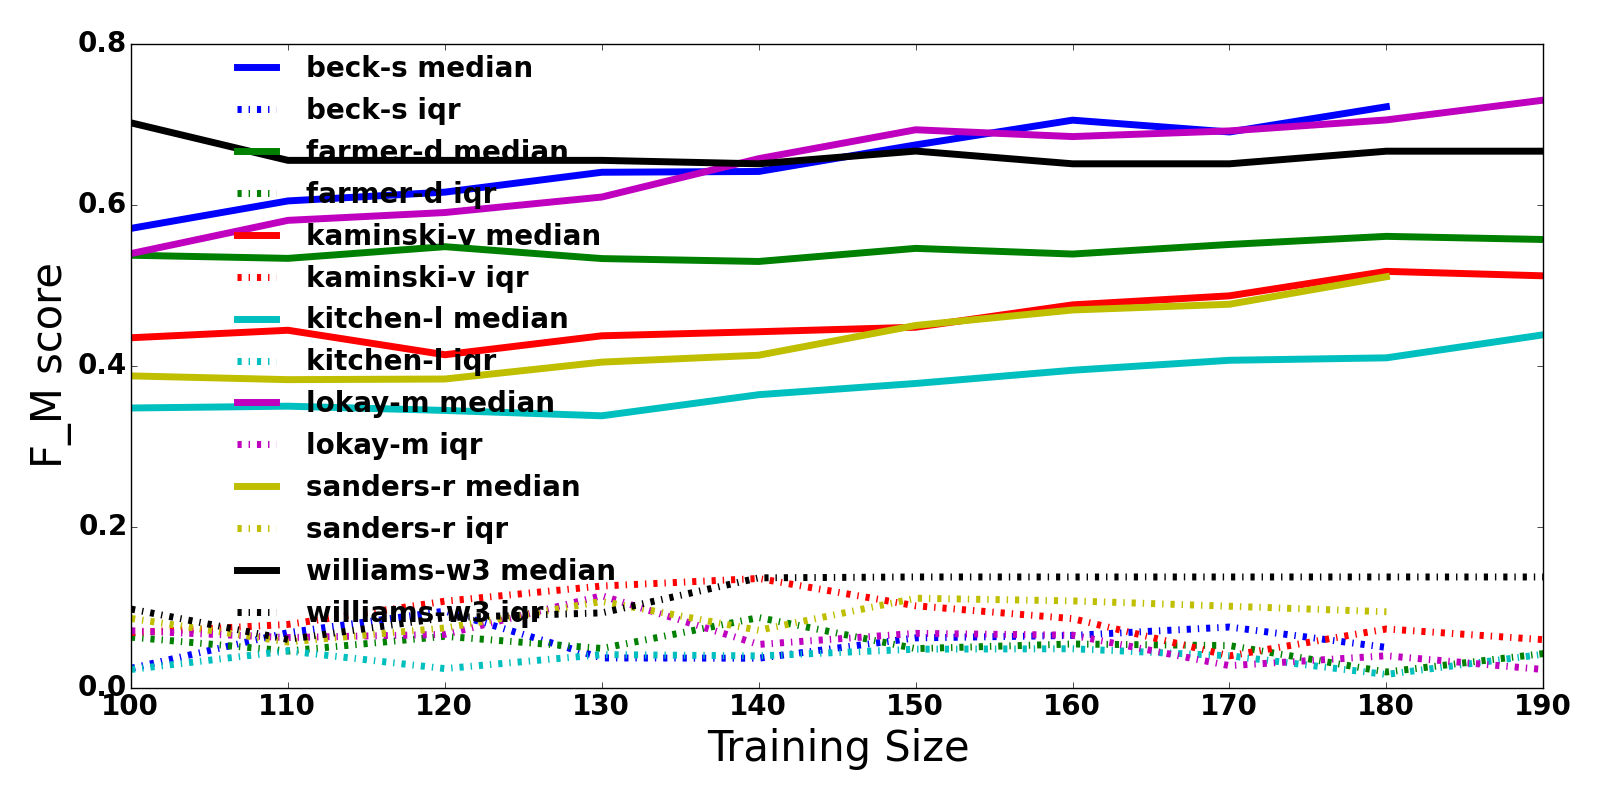 0.8
0.6
0.4
0.2
0.0
F_M score
beck-s median
beck-s iqr
farmer-d median
farmer-d iqr
kaminski-v median
kaminski-v iqr
kitchen-l median
kitchen-l iqr
lokay-m median
lokay-m iqr
sanders-r median
sanders-r iqr
williams-w3 median
williams-w3 iqr
100 110 120 130 140 150 160 170 180 190
Training Size